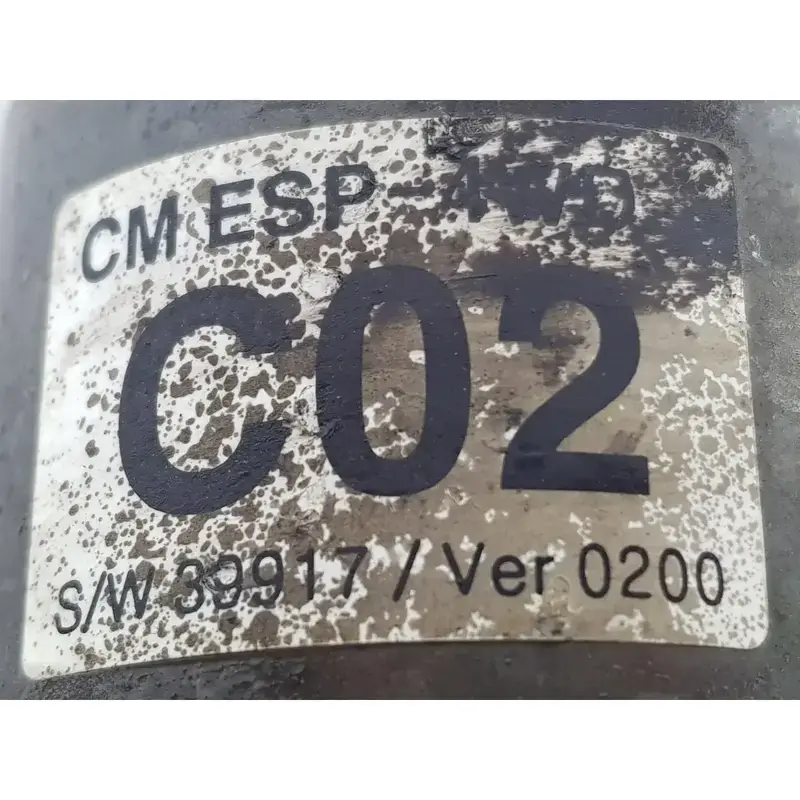 CM ESP-4WD
C02
S/W 39917 / Ver 0200